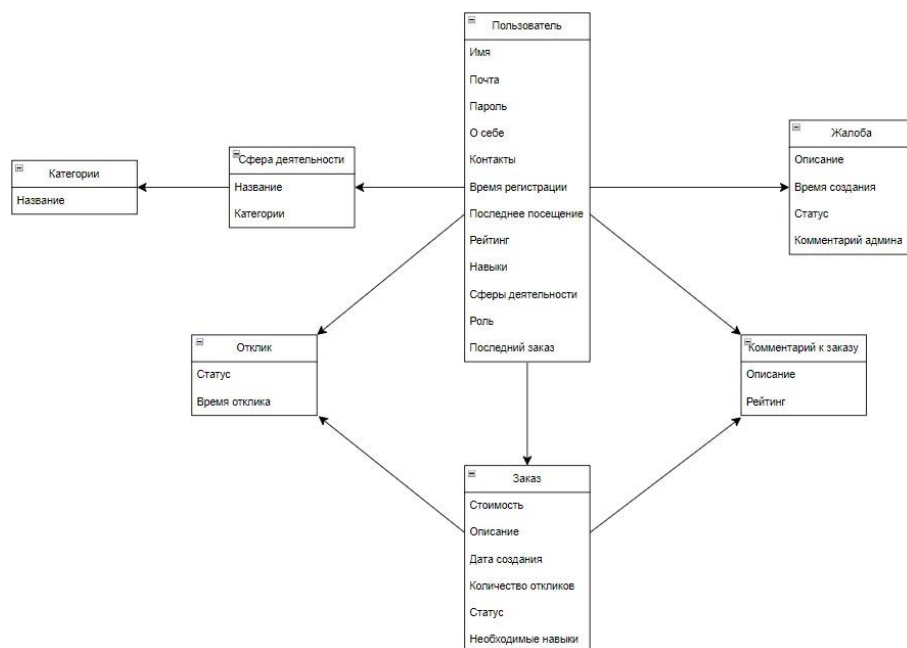 Пользователь
Имя
Почта
Пароль
О себе
Контакты
Время регистрации
Последнее посещение
Рейтинг
Навыки
Сферы деятельности
Роль
Последний заказ
Категории
Название
Сфера деятельности
Название
Категории
Жалоба
Описание
Время создания
Статус
Комментарий админа
Отклик
Статус
Время отклика
Комментарий к заказу
Описание
Рейтинг
Заказ
Стоимость
Описание
Дата создания
Количество откликов
Статус
Необходимые навыки